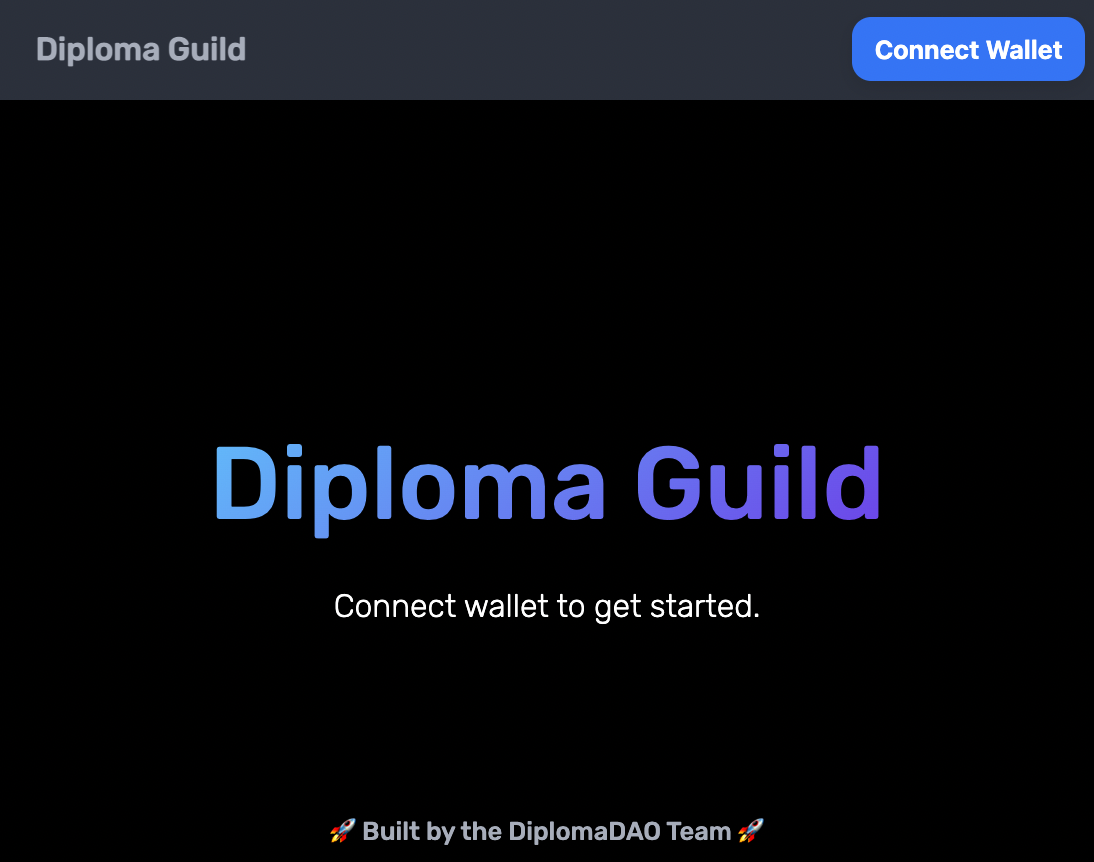 Diploma Guild
Connect Wallet
Diploma Guild
Connect wallet to get started.
🚀 Built by the DiplomaDAO Team 🚀